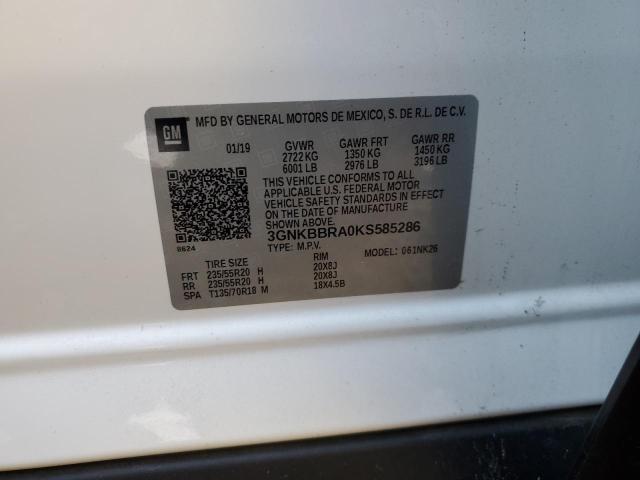 GM
MFD BY GENERAL MOTORS DE MEXICO, S. DE R.L. DE C.V.
01/19 GVWR GAWR FRT GAWR RR
2722 KG 1350 KG 1450 KG
6001 LB 2976 LB 3196 LB
THIS VEHICLE CONFORMS TO ALL
APPLICABLE U.S. FEDERAL MOTOR
VEHICLE SAFETY STANDARDS IN EFFECT
ON THE DATE OF MANUFACTURE
SHOWN ABOVE.
3GNKBBRA0KS585286
8624 TYPE: M.P.V. MODEL: 061NK26
TIRE SIZE RIM
FRT 235/55R20 H 20X8J
RR 235/55R20 H 20X8J
SPA T135/70R18 M 18X4.5B